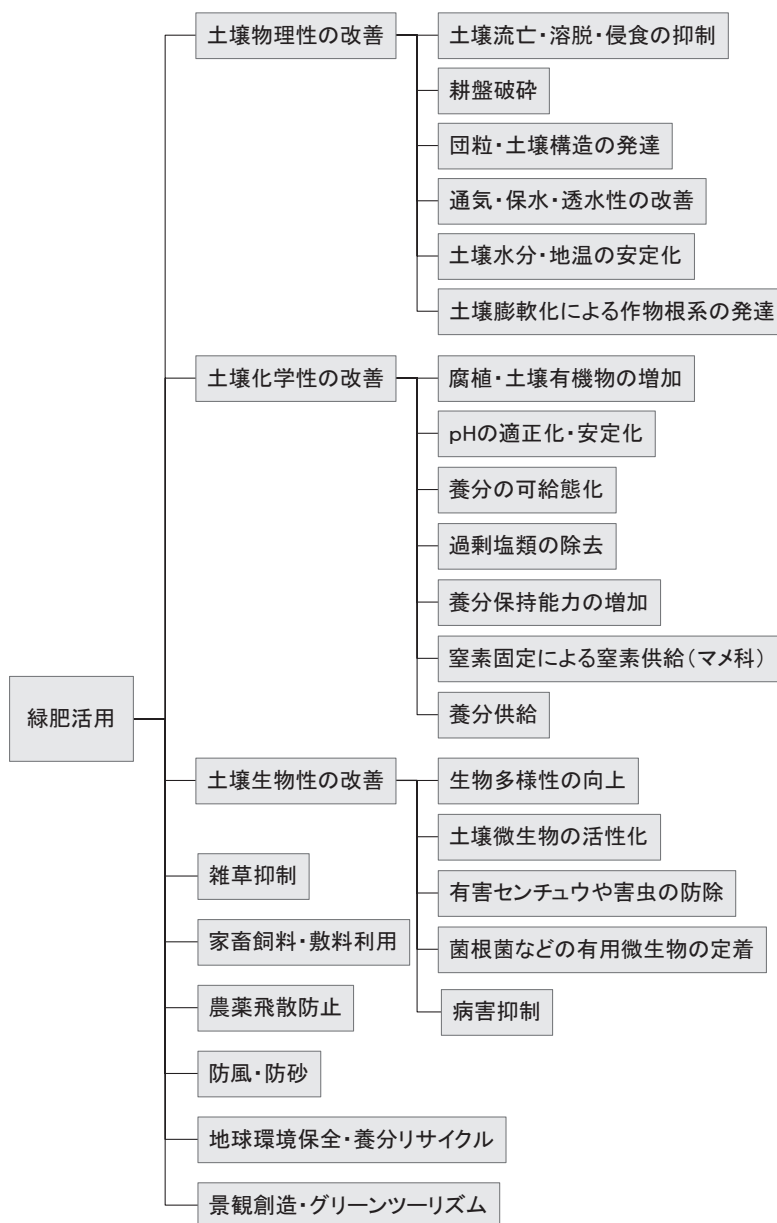 緑肥活用
土壌物理性の改善
土壌流亡・溶脱・侵食の抑制
耕盤破砕
団粒・土壌構造の発達
通気・保水・透水性の改善
土壌水分・地温の安定化
土壌膨軟化による作物根系の発達
土壌化学性の改善
腐植・土壌有機物の増加
pHの適正化・安定化
養分の可給態化
過剰塩類の除去
養分保持能力の増加
窒素固定による窒素供給（マメ科）
養分供給
土壌生物性の改善
生物多様性の向上
土壌微生物の活性化
有害センチュウや害虫の防除
菌根菌などの有用微生物の定着
病害抑制
雑草抑制
家畜飼料・敷料利用
農薬飛散防止
防風・防砂
地球環境保全・養分リサイクル
景観創造・グリーンツーリズム